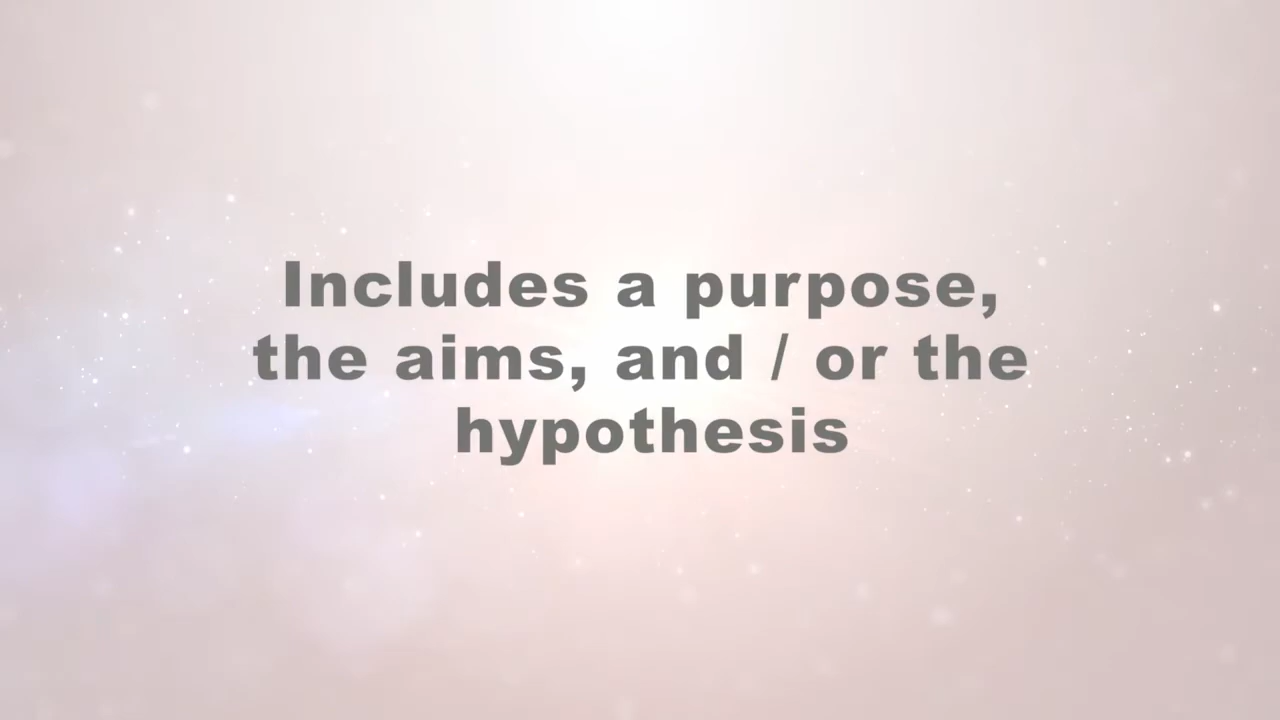 Includes a purpose,
the aims, and / or the
hypothesis